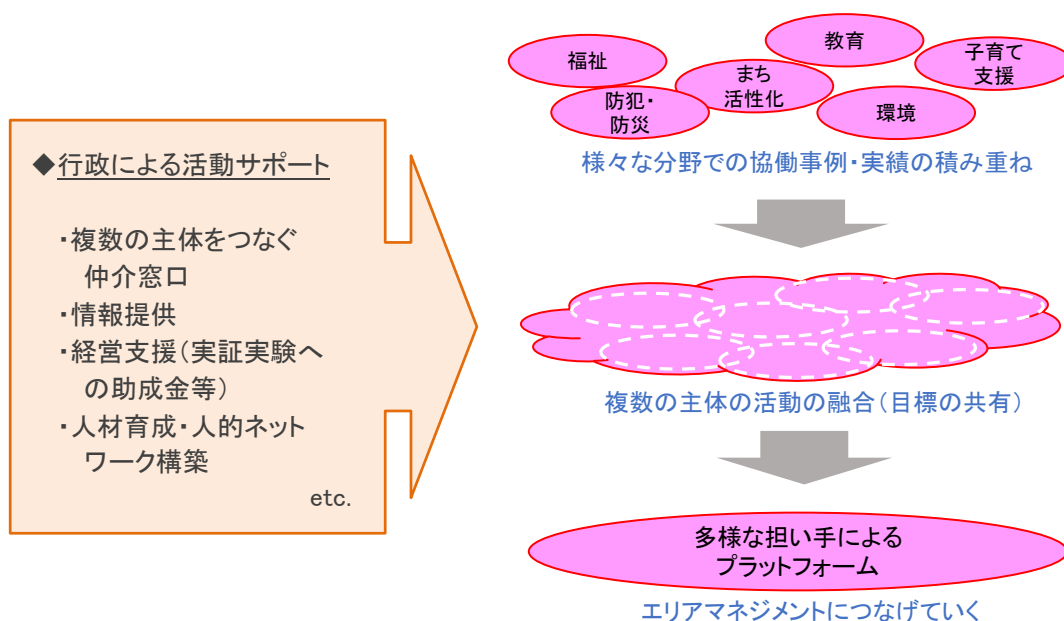 ◆行政による活動サポート
・複数の主体をつなぐ
仲介窓口
・情報提供
・経営支援(実証実験へ
の助成金等)
・人材育成・人的ネット
ワーク構築
etc.
福祉
防犯・
防災
まち
活性化
教育
環境
子育て
支援
様々な分野での協働事例・実績の積み重ね
複数の主体の活動の融合(目標の共有)
多様な担い手による
プラットフォーム
エリアマネジメントにつなげていく